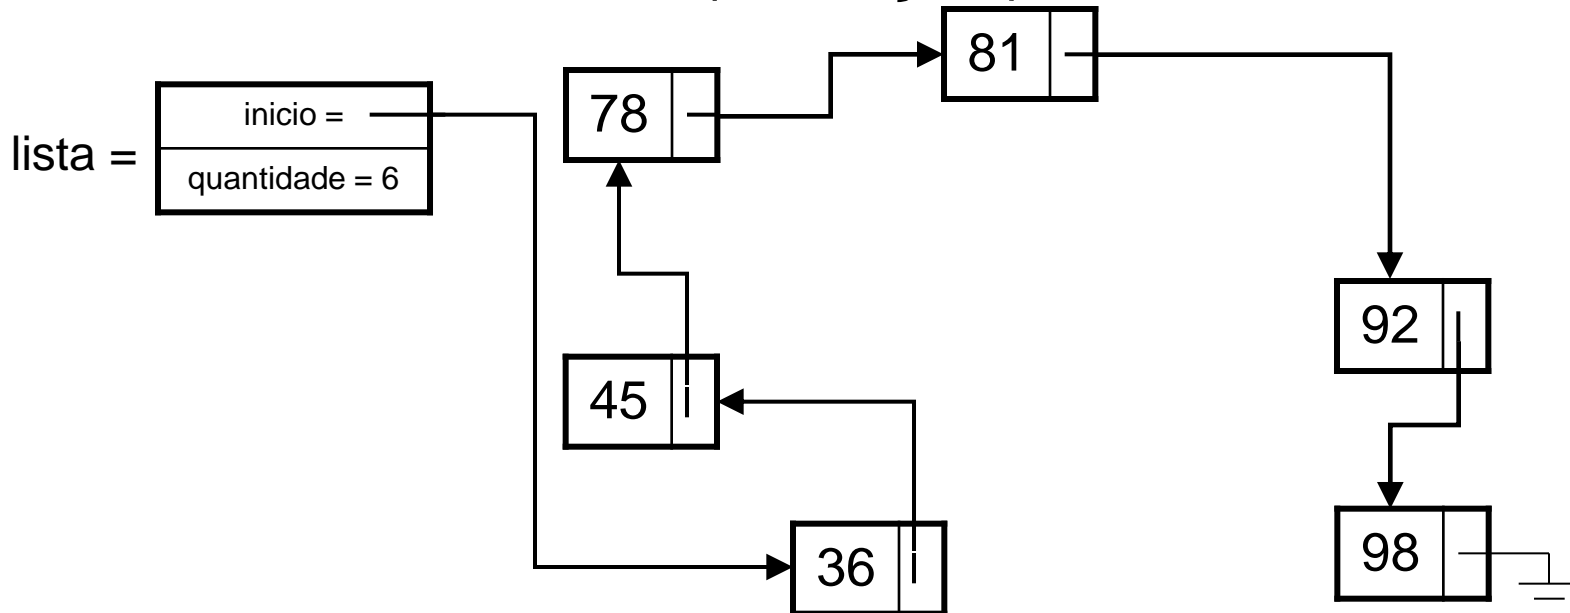 81
78
inicio =
lista =
quantidade = 6
92
45
36
98